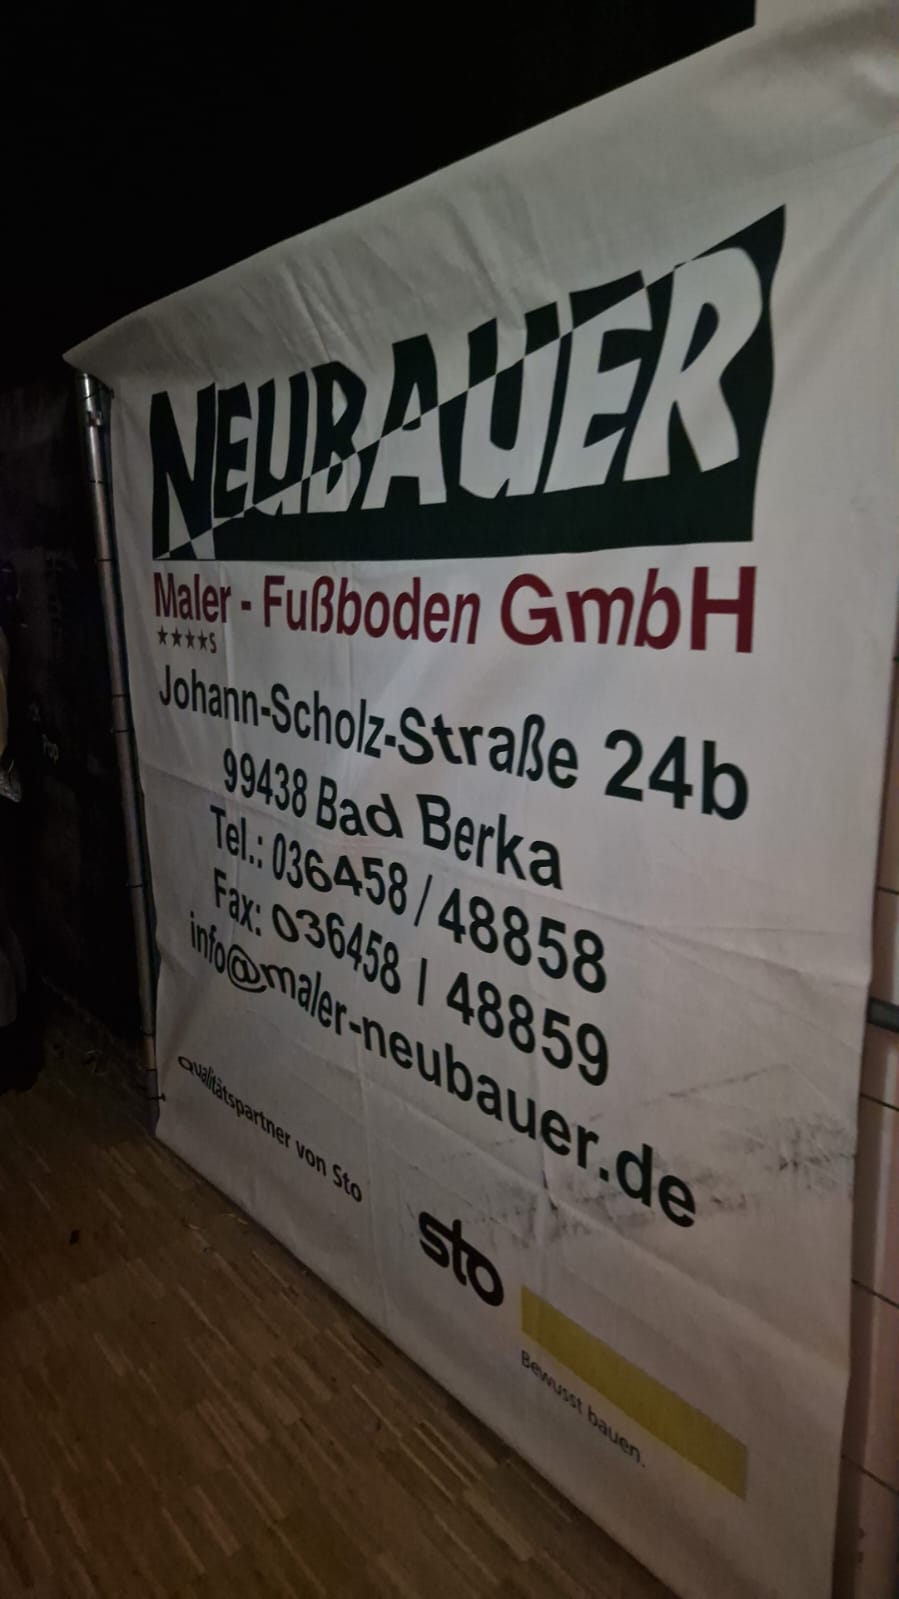 NEUBAUER
Maler - Fußboden GmbH
★★★★S
Johann-Scholz-Straße 24b
99438 Bad Berka
Tel.: 036458 / 48858
Fax: 036458 / 48859
info@maler-neubauer.de
Qualitätspartner von Sto
sto
Bewusst bauen.